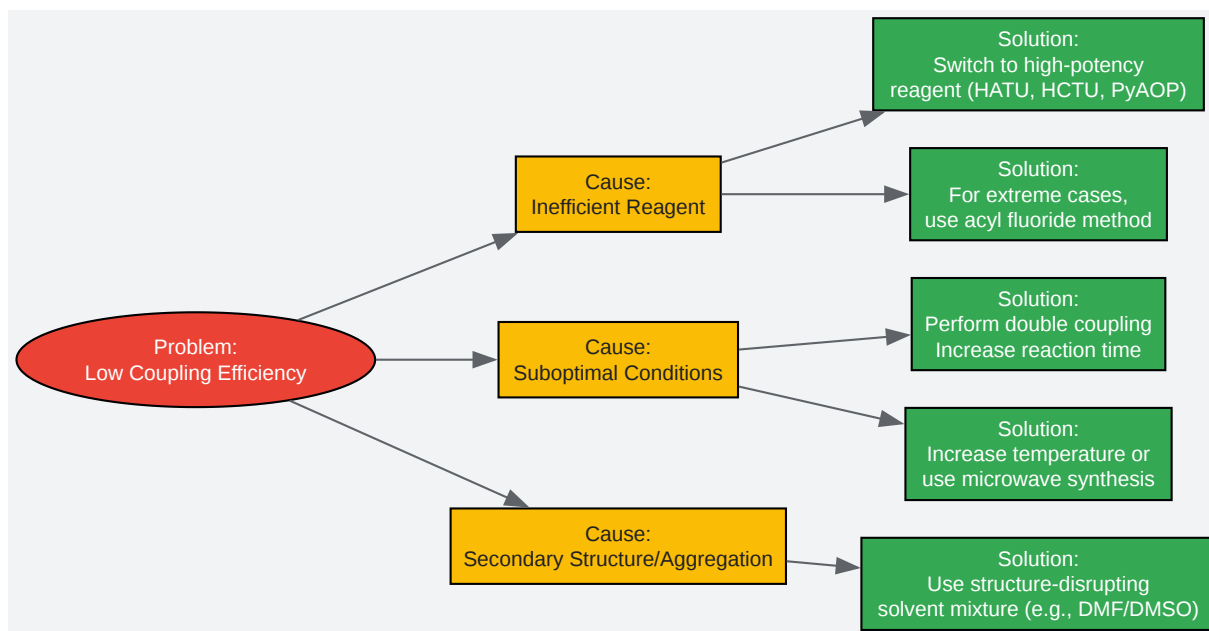 Problem:
Low Coupling Efficiency
Cause:
Inefficient Reagent
Cause:
Suboptimal Conditions
Cause:
Secondary Structure/Aggregation
Solution:
Switch to high-potency
reagent (HATU, HCTU, PyAOP)
Solution:
For extreme cases,
use acyl fluoride method
Solution:
Perform double coupling
Increase reaction time
Solution:
Increase temperature or
use microwave synthesis
Solution:
Use structure-disrupting
solvent mixture (e.g., DMF/DMSO)